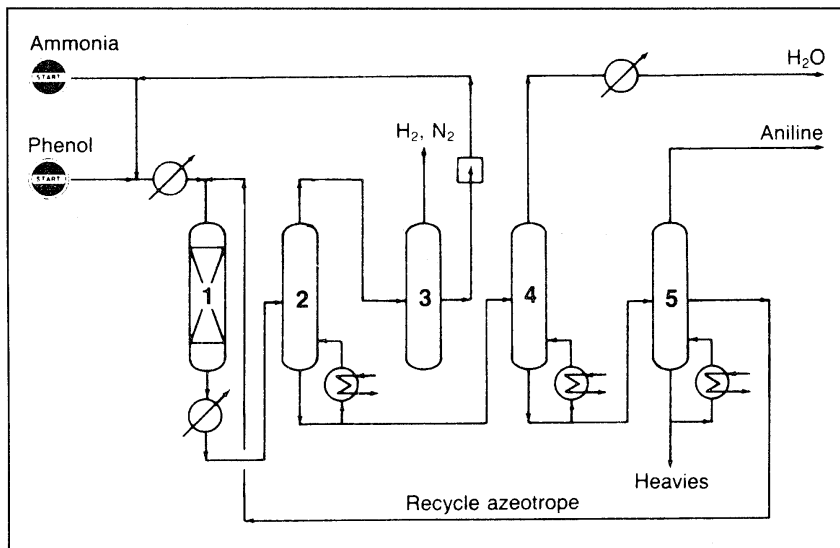 Ammonia
START
Phenol
START
H₂, N₂
H₂O
Aniline
1
2
3
4
5
Heavies
Recycle azeotrope